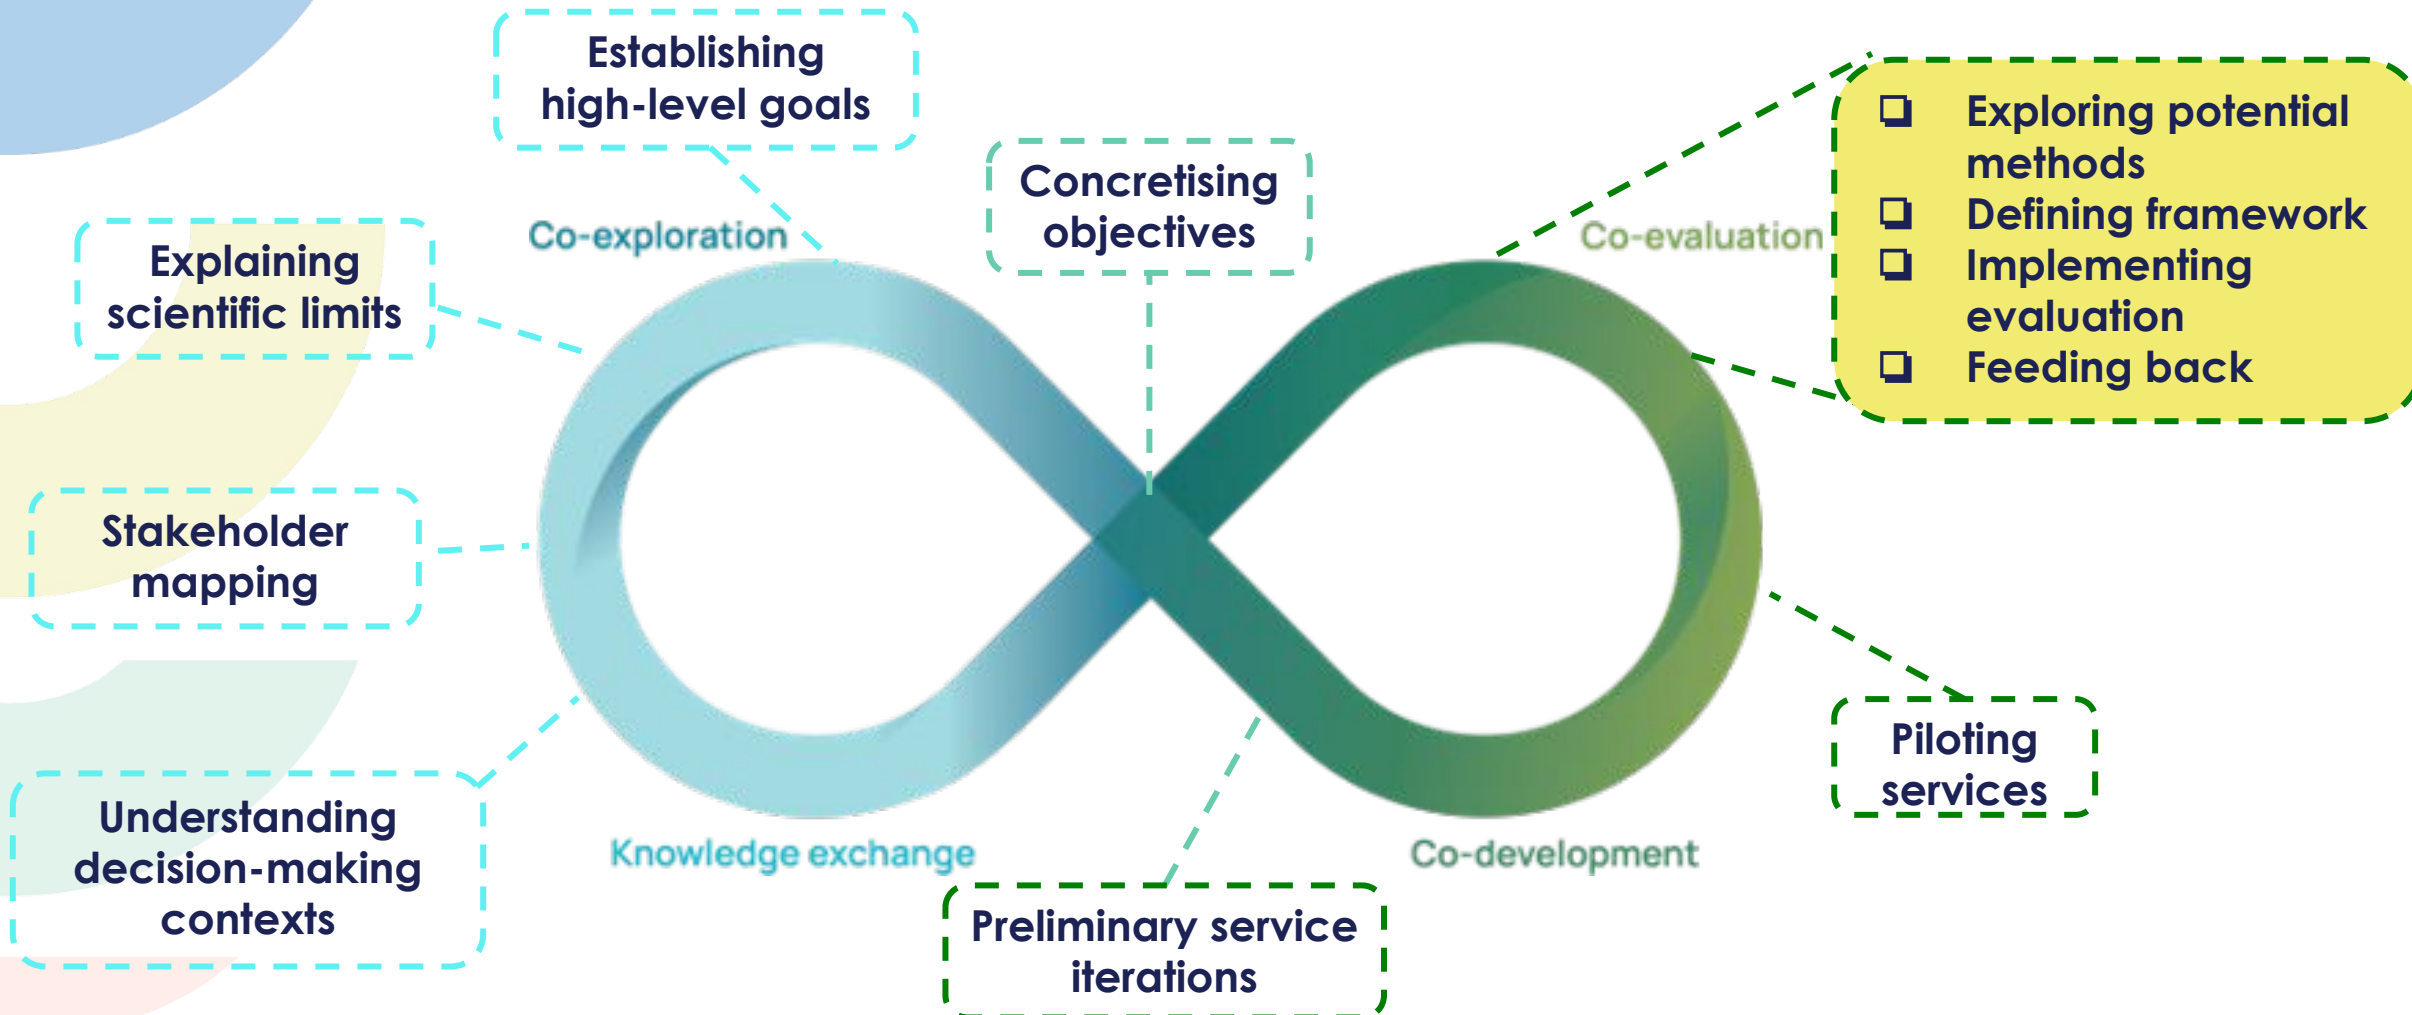 Establishing
high-level goals
Concretising
objectives
❑ Exploring potential
methods
❑ Defining framework
❑ Implementing
evaluation
❑ Feeding back
Co-exploration
Co-evaluation
Explaining
scientific limits
Stakeholder
mapping
Understanding
decision-making
contexts
Knowledge exchange
Co-development
Piloting
services
Preliminary service
iterations